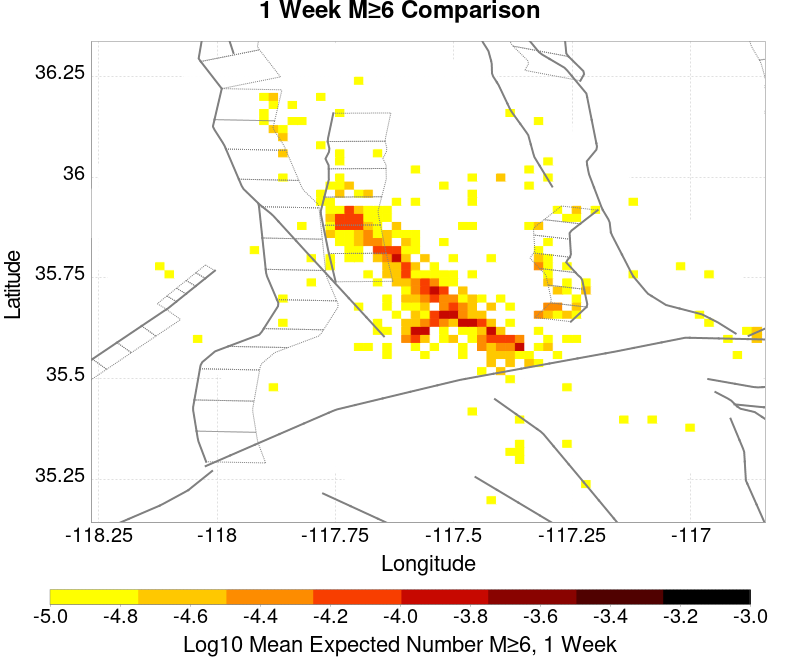 1 Week M≥6 Comparison
36.25
36
35.75
35.5
35.25
Latitude
-118.25 -118 -117.75 -117.5 -117.25 -117
Longitude
-5.0 -4.8 -4.6 -4.4 -4.2 -4.0 -3.8 -3.6 -3.4 -3.2 -3.0
Log10 Mean Expected Number M≥6, 1 Week